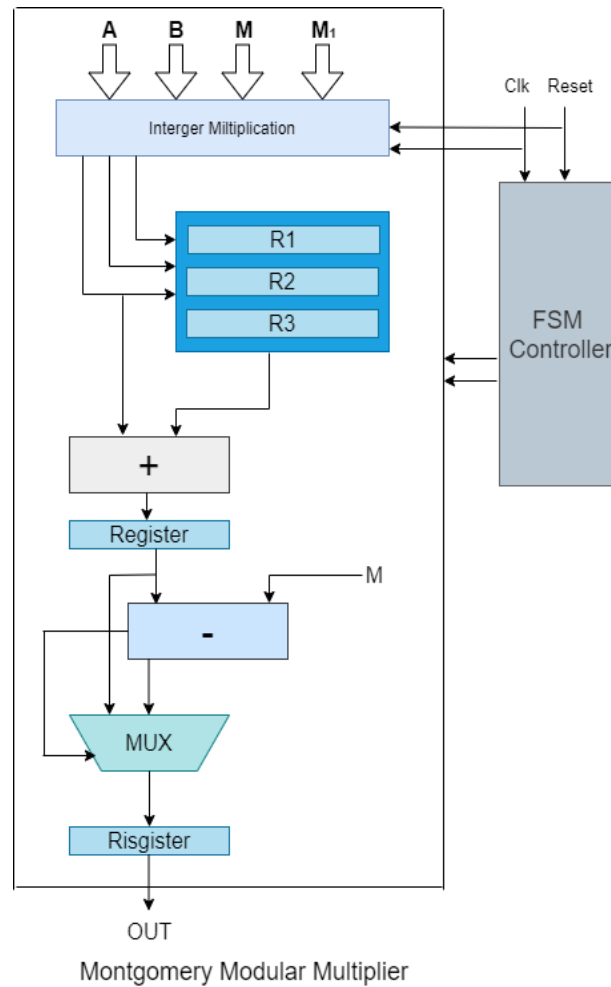 A B M M₁
Clk Reset
Interger Miltiplication
R1
R2
R3
FSM
Controller
+
Register
M
-
MUX
Risgister
OUT
Montgomery Modular Multiplier